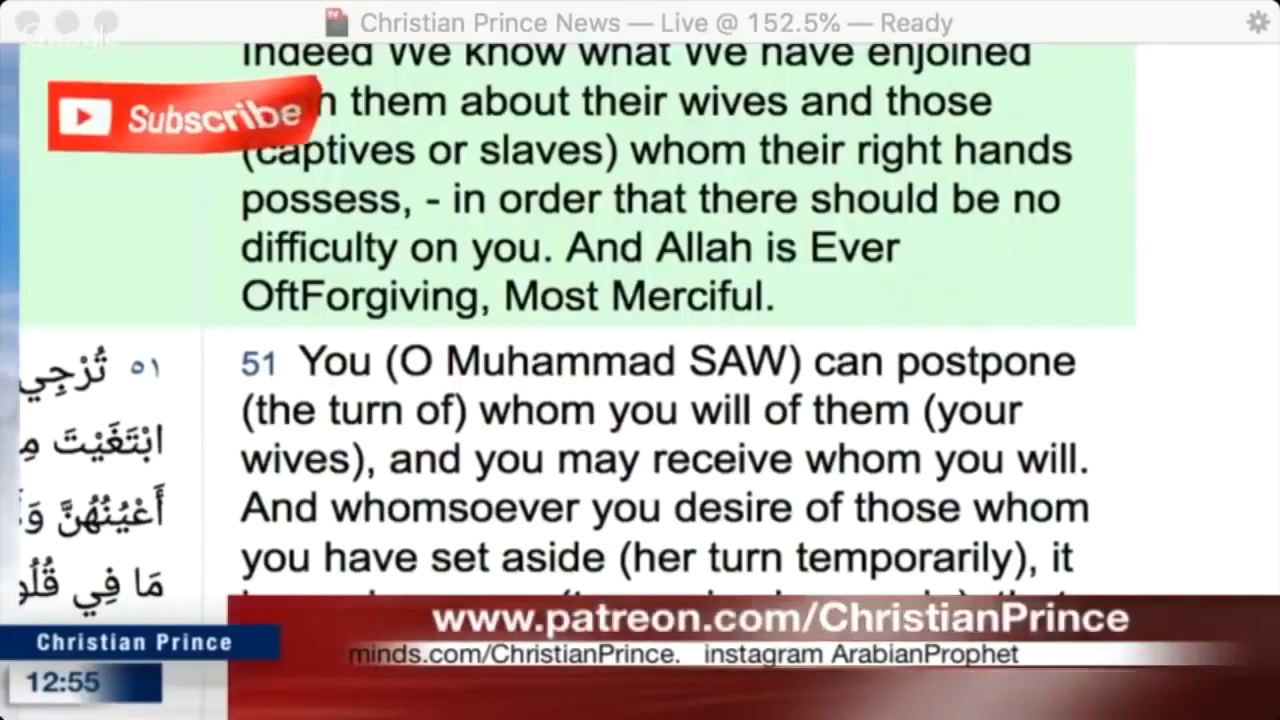 Christian Prince News — Live @ 152.5% — Ready
Indeed We know what We have enjoined
them about their wives and those
Subscribe
(captives or slaves) whom their right hands
possess, - in order that there should be no
difficulty on you. And Allah is Ever
OftForgiving, Most Merciful.
٥١ تُرْجِي
ابْتَغَيْتَ
أَعْيُنُهُنَّ
مَا فِي
51 You (O Muhammad SAW) can postpone
(the turn of) whom you will of them (your
wives), and you may receive whom you will.
And whomsoever you desire of those whom
you have set aside (her turn temporarily), it
www.patreon.com/ChristianPrince
Christian Prince
minds.com/ChristianPrince. instagram ArabianProphet
12:55